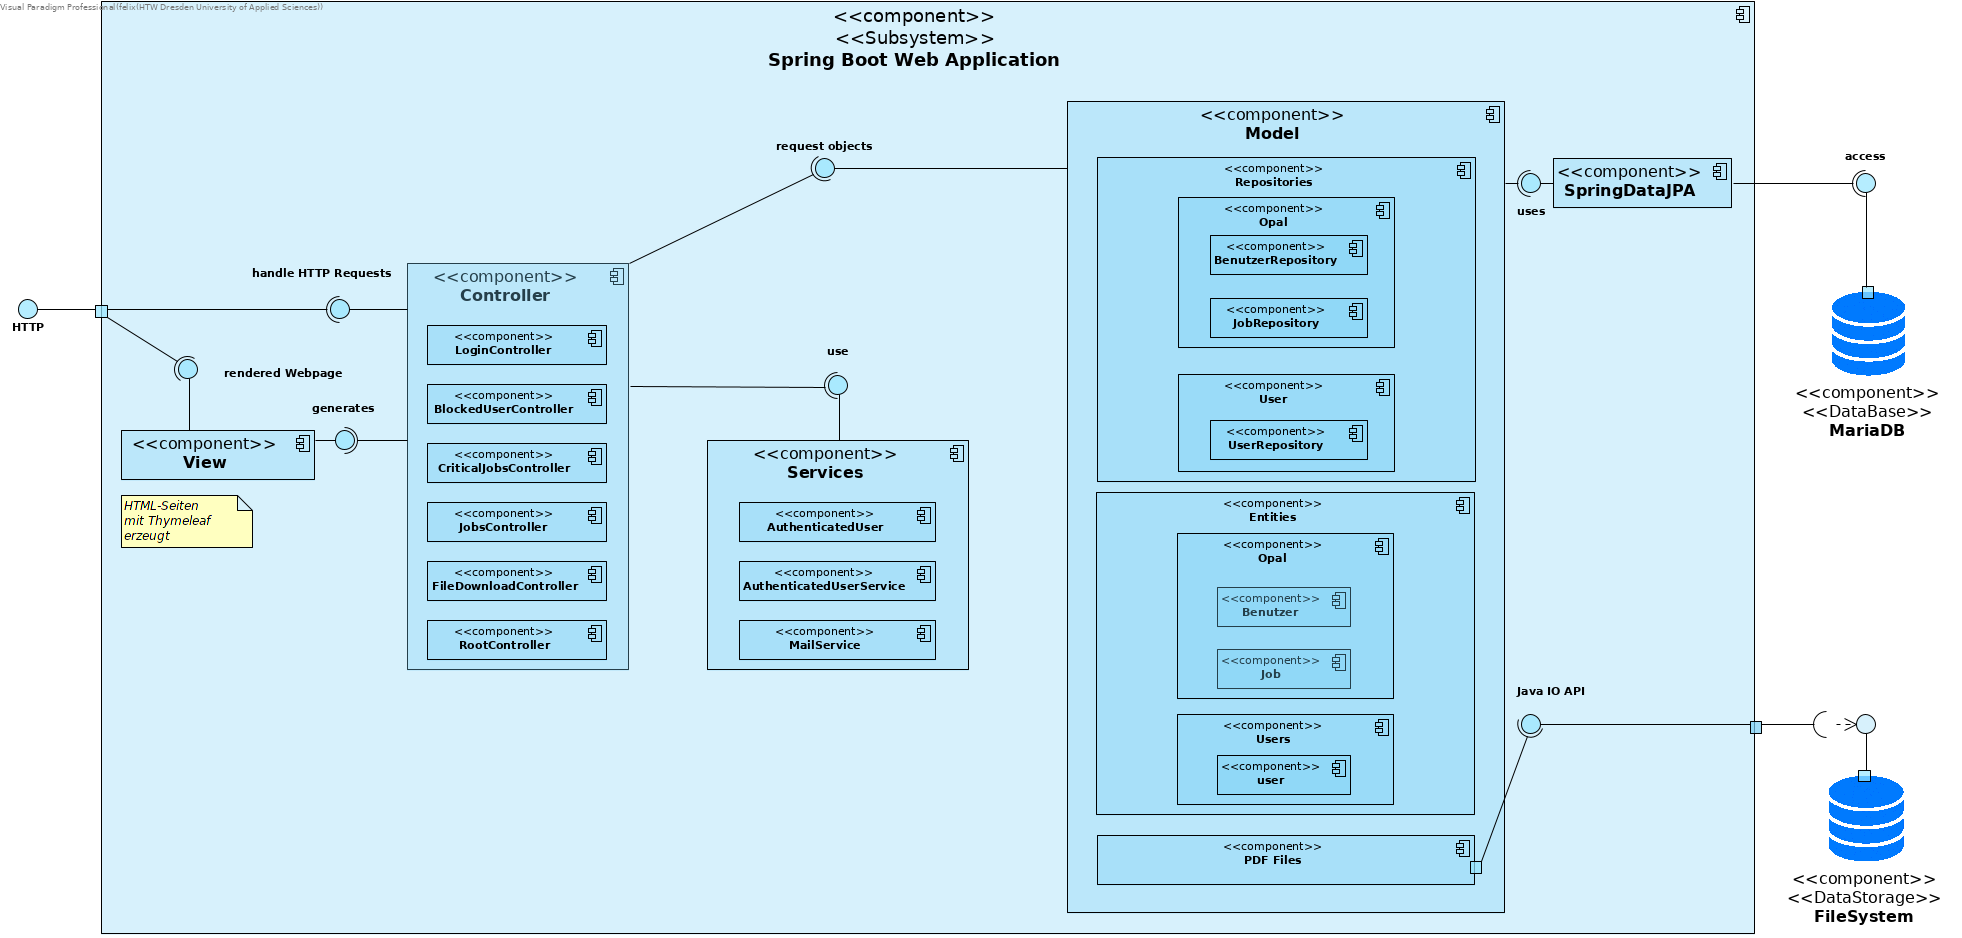 Visual Paradigm Professional(felix(HTW Dresden University of Applied Sciences))
<<component>>
<<Subsystem>>
Spring Boot Web Application
HTTP
handle HTTP Requests
rendered Webpage
generates
<<component>>
View
HTML-Seiten
mit Thymeleaf
erzeugt
<<component>>
Controller
<<component>>
LoginController
<<component>>
BlockedUserController
<<component>>
CriticalJobsController
<<component>>
JobsController
<<component>>
FileDownloadController
<<component>>
RootController
request objects
use
<<component>>
Services
<<component>>
AuthenticatedUser
<<component>>
AuthenticatedUserService
<<component>>
MailService
<<component>>
Model
<<component>>
Repositories
<<component>>
Opal
<<component>>
BenutzerRepository
<<component>>
JobRepository
<<component>>
User
<<component>>
UserRepository
<<component>>
Entities
<<component>>
Opal
<<component>>
Benutzer
<<component>>
Job
<<component>>
Users
<<component>>
user
<<component>>
PDF Files
uses
<<component>>
SpringDataJPA
access
<<component>>
<<DataBase>>
MariaDB
Java IO API
<<component>>
<<DataStorage>>
FileSystem